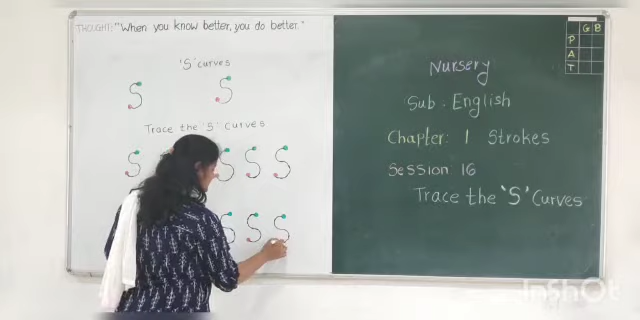 THOUGHT: "When you know better, you do better."
'S' curves
S S
Trace the 'S' curves
S S S S
S S S
G B
P
A
T
Nursery
Sub: English
Chapter: 1 Strokes
Session 16
Trace the 'S' Curves
InShOt